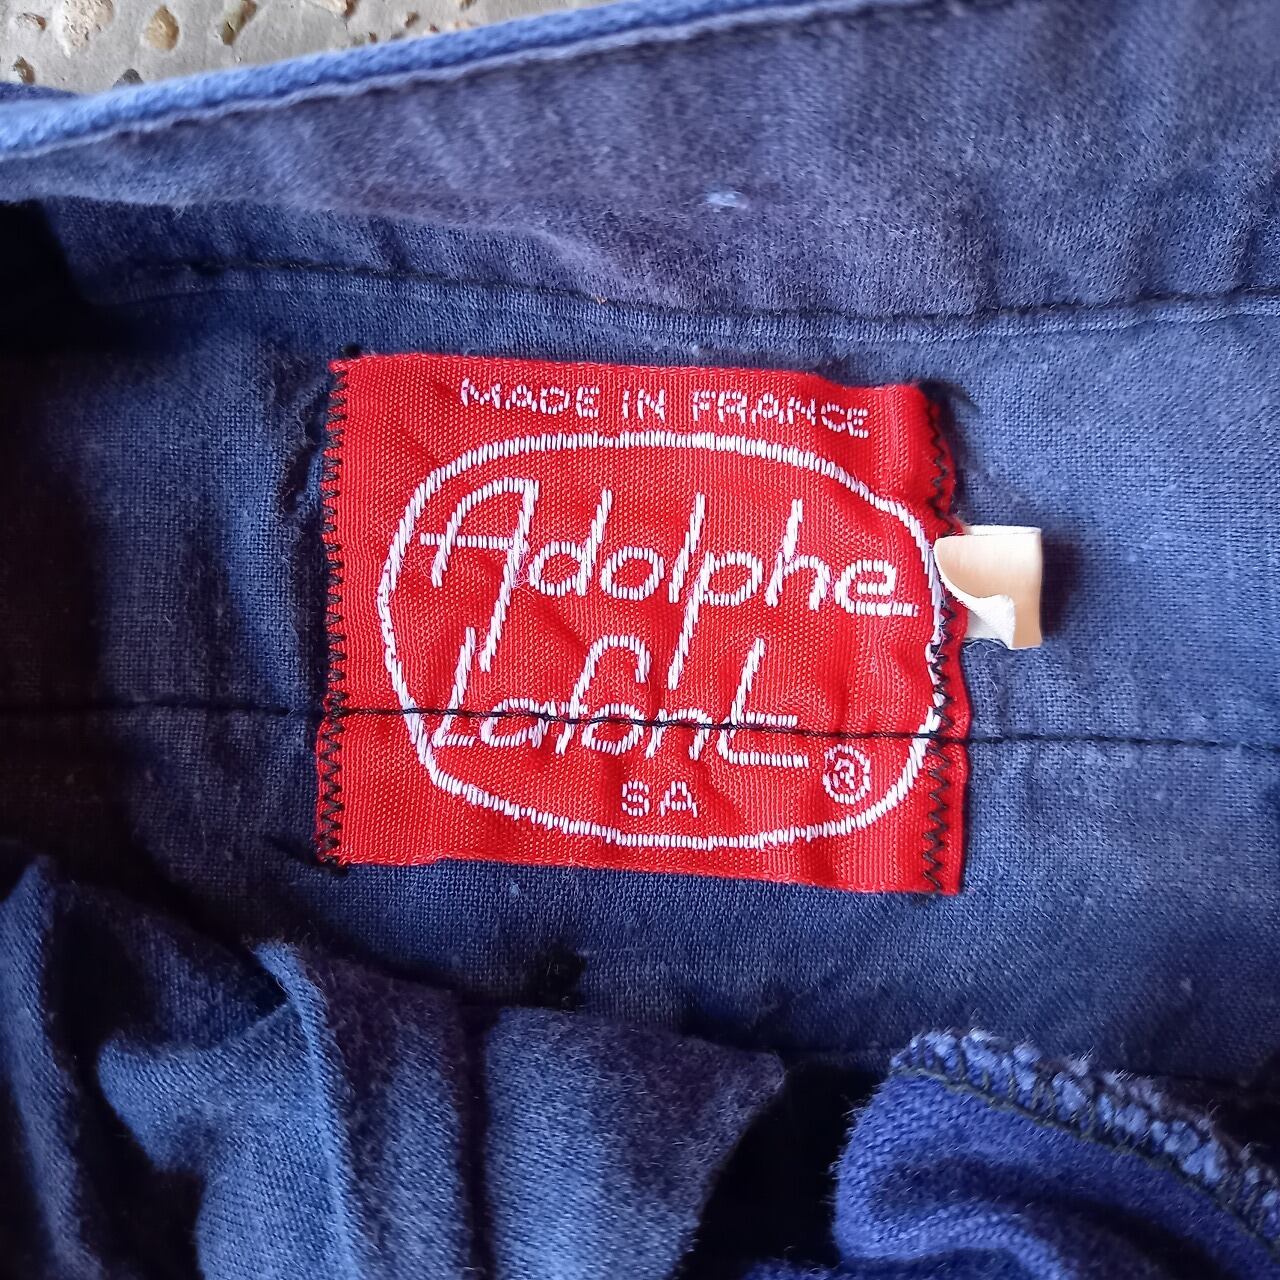 MADE IN FRANCE
Adolphe
Lafont ®
SA